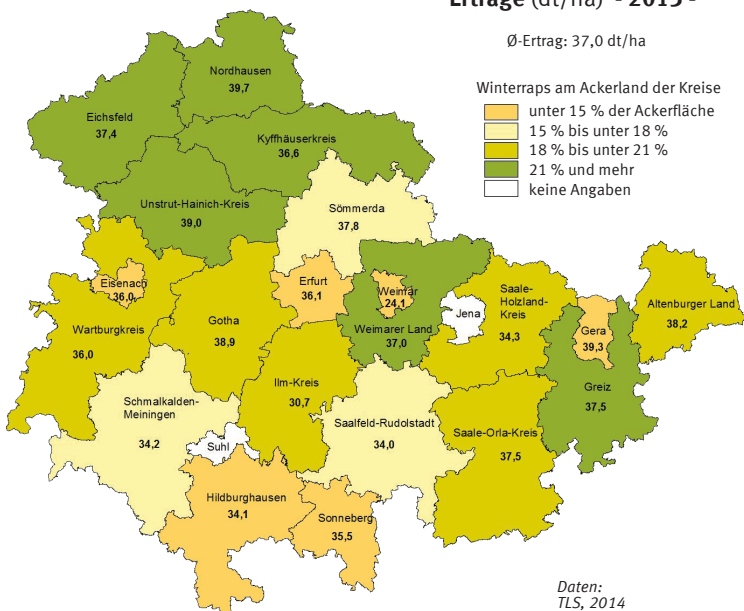 Erträge (dt/ha) - 2013 -
Ø-Ertrag: 37,0 dt/ha
Winterraps am Ackerland der Kreise
unter 15 % der Ackerfläche
15 % bis unter 18 %
18 % bis unter 21 %
21 % und mehr
keine Angaben
Nordhausen
39,7
Eichsfeld
37,4
Kyffhäuserkreis
36,6
Unstrut-Hainich-Kreis
39,0
Sömmerda
37,8
Eisenach
36,0
Erfurt
36,1
Weimar
24,1
Saale-
Holzland-
Kreis
34,3
Altenburger Land
38,2
Jena
Gera
39,3
Gotha
38,9
Wartburgkreis
36,0
Weimarer Land
37,0
Greiz
37,5
Ilm-Kreis
30,7
Schmalkalden-
Meiningen
34,2
Saalfeld-Rudolstadt
34,0
Saale-Orla-Kreis
37,5
Suhl
Hildburghausen
34,1
Sonneberg
35,5
Daten:
TLS, 2014